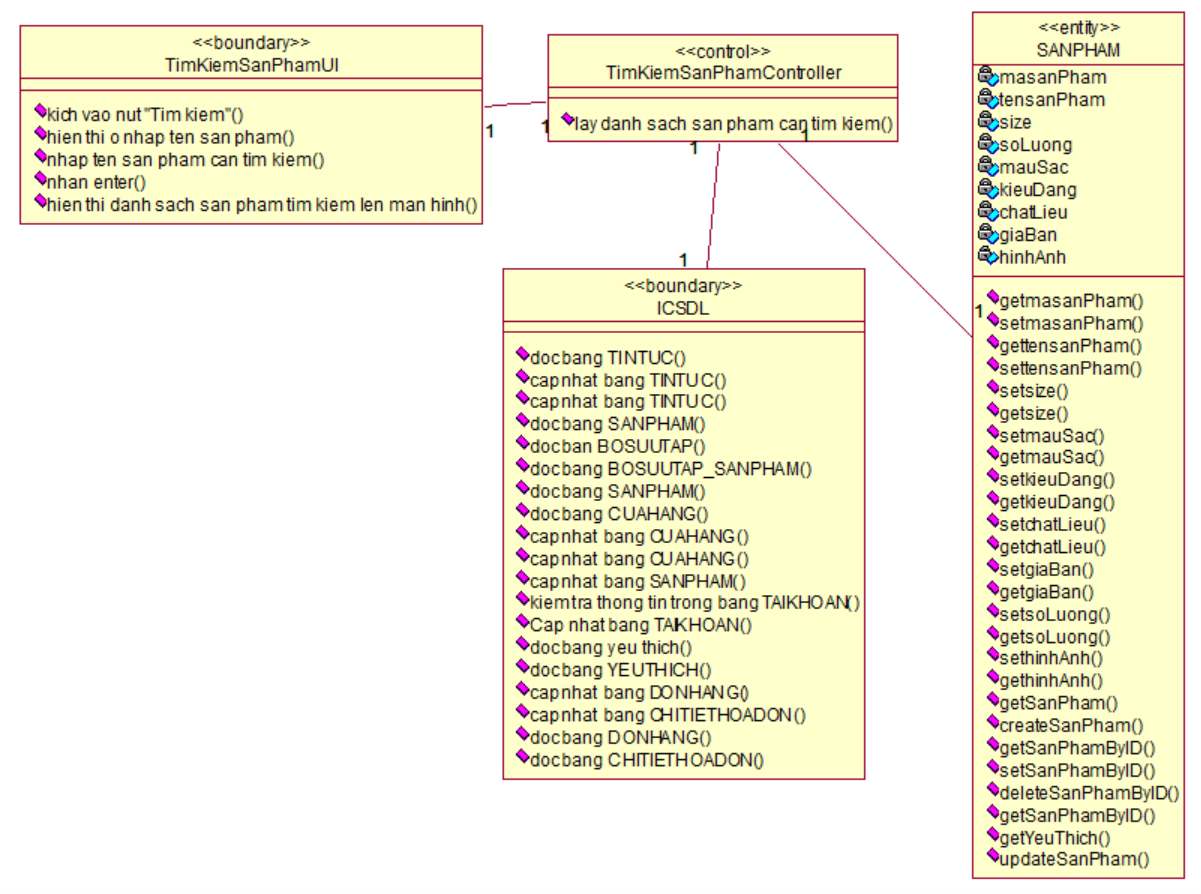 <<boundary>>
TimKiemSanPhamUI
kich vao nut "Tim kiem"()
hien thi o nhap ten san pham()
nhap ten san pham can tim kiem()
nhan enter()
hien thi danh sach san pham tim kiem len man hinh()
1
1
<<control>>
TimKiemSanPhamController
lay danh sach san pham can tim kiem()
1
1
1
1
<<boundary>>
ICSDL
docbang TINTUC()
capnhat bang TINTUC()
capnhat bang TINTUC()
docbang SANPHAM()
docban BOSUUTAP()
docbang BOSUUTAP_SANPHAM()
docbang SANPHAM()
docbang CUAHANG()
capnhat bang CUAHANG()
capnhat bang CUAHANG()
capnhat bang SANPHAM()
kiemtra thong tin trong bang TAIKHOAN()
Cap nhat bang TAIKHOAN()
docbang yeu thich()
docbang YEUTHICH()
capnhat bang DONHANG()
capnhat bang CHITIETHOADON()
docbang DONHANG()
docbang CHITIETHOADON()
<<entity>>
SANPHAM
masanPham
tensanPham
size
soLuong
mauSac
kieuDang
chatLieu
giaBan
hinhAnh
getmasanPham()
setmasanPham()
gettensanPham()
settensanPham()
setsize()
getsize()
setmauSac()
getmauSac()
setkieuDang()
getkieuDang()
setchatLieu()
getchatLieu()
setgiaBan()
getgiaBan()
setsoLuong()
getsoLuong()
sethinhAnh()
gethinhAnh()
getSanPham()
createSanPham()
getSanPhamByID()
setSanPhamByID()
deleteSanPhamByID()
getSanPhamByID()
getYeuThich()
updateSanPham()